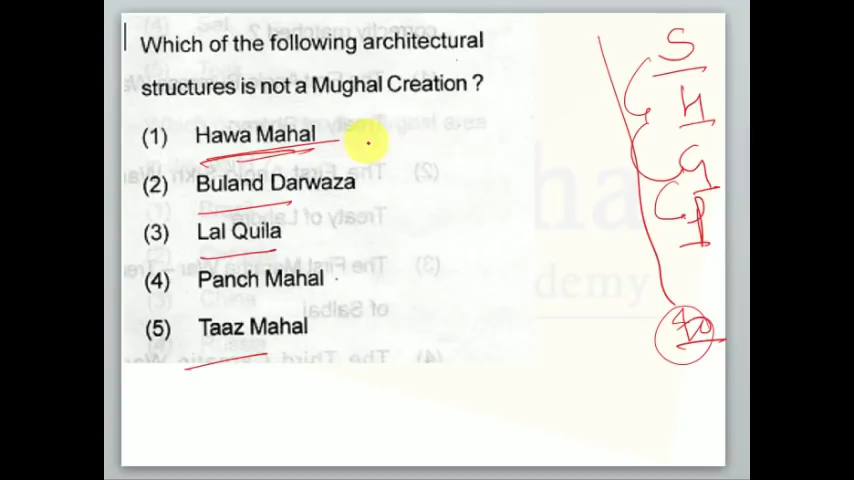 Which of the following architectural
structures is not a Mughal Creation ?
(1) Hawa Mahal
(2) Buland Darwaza
(3) Lal Quila
(4) Panch Mahal
(5) Taaz Mahal
S
H
G